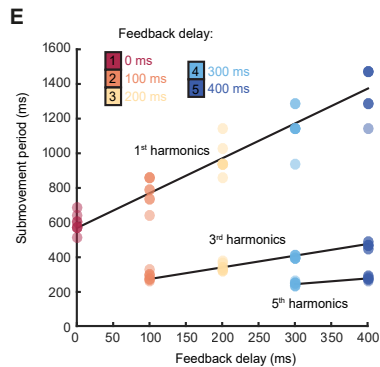 E
Feedback delay:
1 0 ms
2 100 ms
3 200 ms
4 300 ms
5 400 ms
Submovement period (ms)
1600
1400
1200
1000
800
600
400
200
0
1st harmonics
3rd harmonics
5th harmonics
0 50 100 150 200 250 300 350 400
Feedback delay (ms)